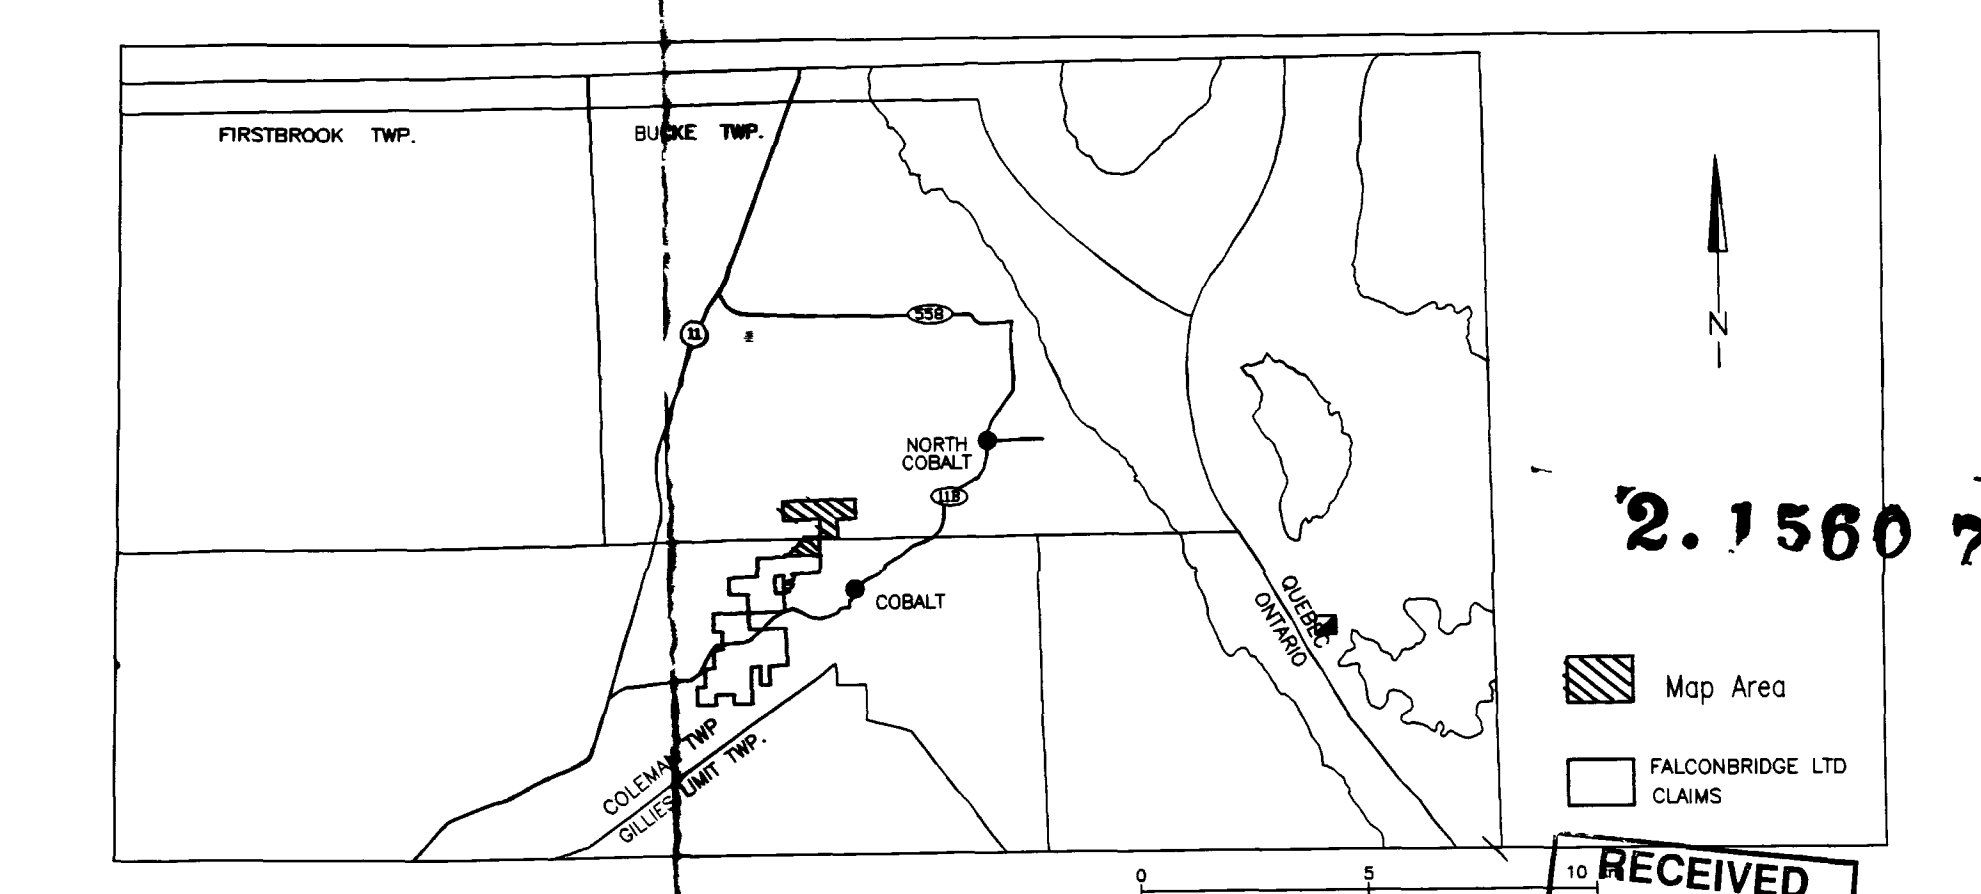 FIRSTBROOK TWP.
BUCKE TWP.
558
11
N
NORTH
COBALT
11B
2.1560 7
COBALT
QUEBEC
ONTARIO
Map Area
COLEMAN TWP
GILLIES LIMIT TWP.
FALCONBRIDGE LTD
CLAIMS
0 5 10
RECEIVED